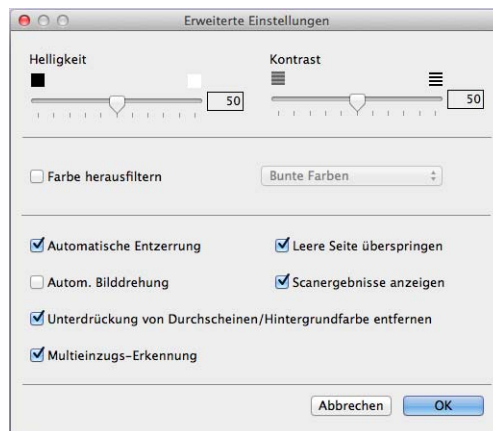 Erweiterte Einstellungen
Helligkeit
Kontrast
50
50
Farbe herausfiltern
Bunte Farben
Automatische Entzerrung
Leere Seite überspringen
Autom. Bilddrehung
Scanergebnisse anzeigen
Unterdrückung von Durchscheinen/Hintergrundfarbe entfernen
Multieinzugs-Erkennung
Abbrechen
OK